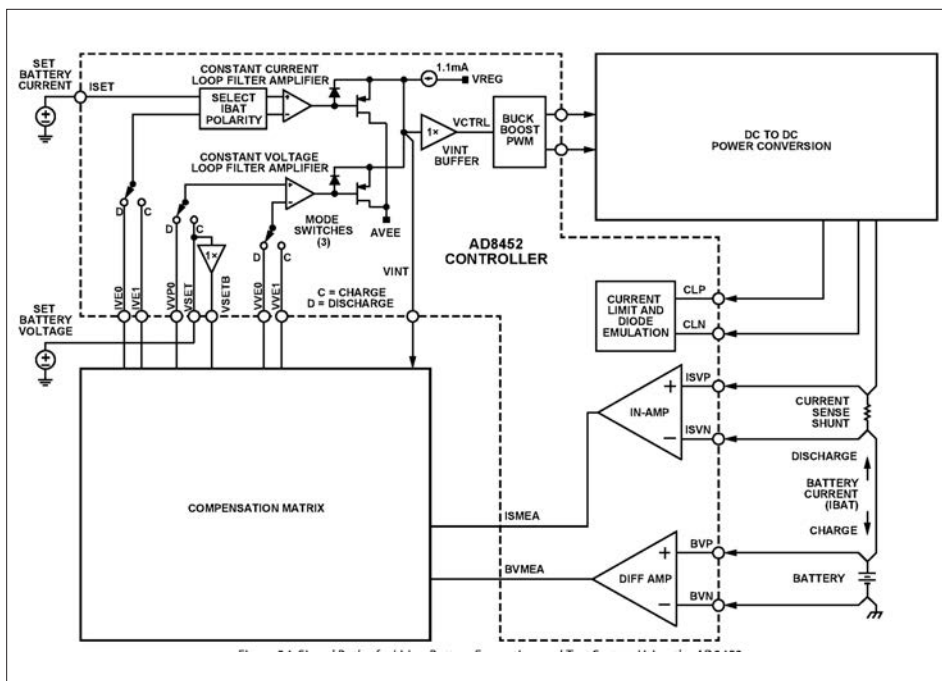 SET
BATTERY
CURRENT
ISET
CONSTANT CURRENT
LOOP FILTER AMPLIFIER
1.1mA
VREG
SELECT
IBAT
POLARITY
VCTRL
1×
VINT
BUFFER
BUCK
BOOST
PWM
DC TO DC
POWER CONVERSION
CONSTANT VOLTAGE
LOOP FILTER AMPLIFIER
MODE
SWITCHES
(3)
AVEE
AD8452
CONTROLLER
D
C
D
C
1×
D
C
VINT
C = CHARGE
D = DISCHARGE
SET
BATTERY
VOLTAGE
IVE0
IVE1
VVP0
VSET
VSETB
VVE0
VVE1
CURRENT
LIMIT AND
DIODE
EMULATION
CLP
CLN
ISVP
IN-AMP
ISVN
CURRENT
SENSE
SHUNT
DISCHARGE
BATTERY
CURRENT
(IBAT)
CHARGE
COMPENSATION MATRIX
ISMEA
BVMEA
BVP
DIFF AMP
BVN
BATTERY